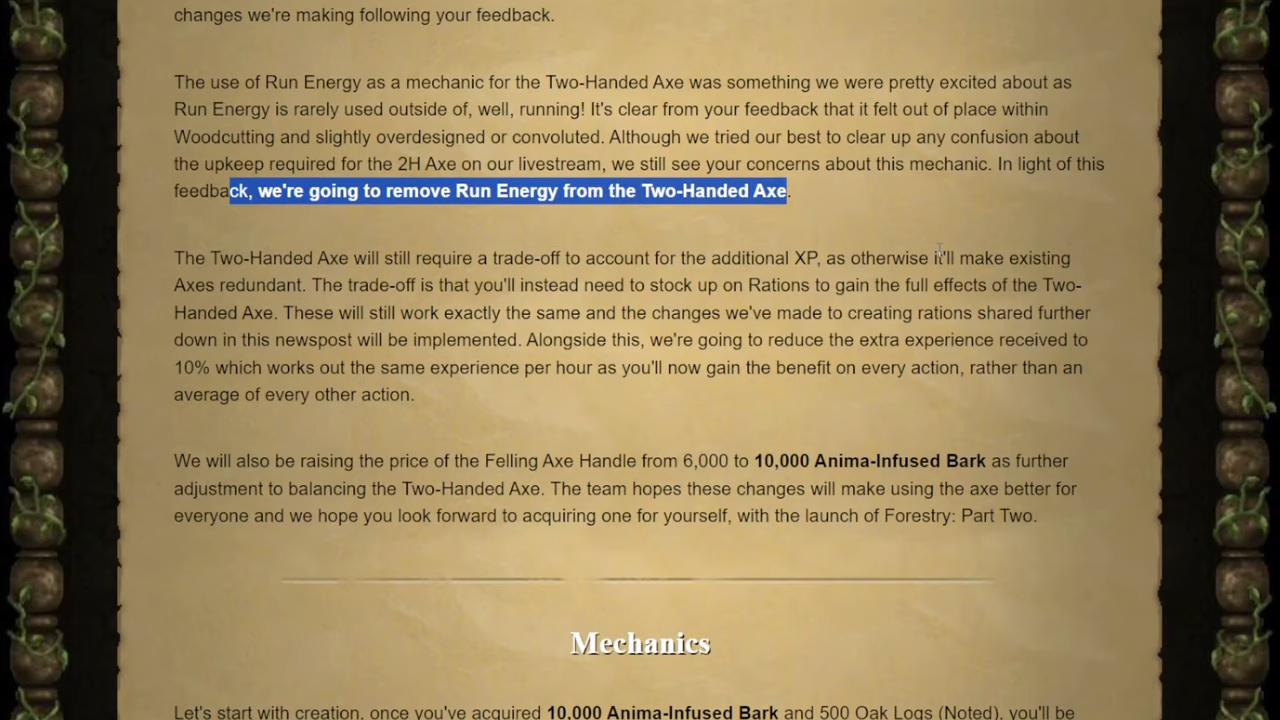 changes we're making following your feedback.
The use of Run Energy as a mechanic for the Two-Handed Axe was something we were pretty excited about as
Run Energy is rarely used outside of, well, running! It's clear from your feedback that it felt out of place within
Woodcutting and slightly overdesigned or convoluted. Although we tried our best to clear up any confusion about
the upkeep required for the 2H Axe on our livestream, we still see your concerns about this mechanic. In light of this
feedback, we're going to remove Run Energy from the Two-Handed Axe.
The Two-Handed Axe will still require a trade-off to account for the additional XP, as otherwise it'll make existing
Axes redundant. The trade-off is that you'll instead need to stock up on Rations to gain the full effects of the Two-
Handed Axe. These will still work exactly the same and the changes we've made to creating rations shared further
down in this newspost will be implemented. Alongside this, we're going to reduce the extra experience received to
10% which works out the same experience per hour as you'll now gain the benefit on every action, rather than an
average of every other action.
We will also be raising the price of the Felling Axe Handle from 6,000 to 10,000 Anima-Infused Bark as further
adjustment to balancing the Two-Handed Axe. The team hopes these changes will make using the axe better for
everyone and we hope you look forward to acquiring one for yourself, with the launch of Forestry: Part Two.
Mechanics
Let's start with creation, once you've acquired 10,000 Anima-Infused Bark and 500 Oak Logs (Noted), you'll be